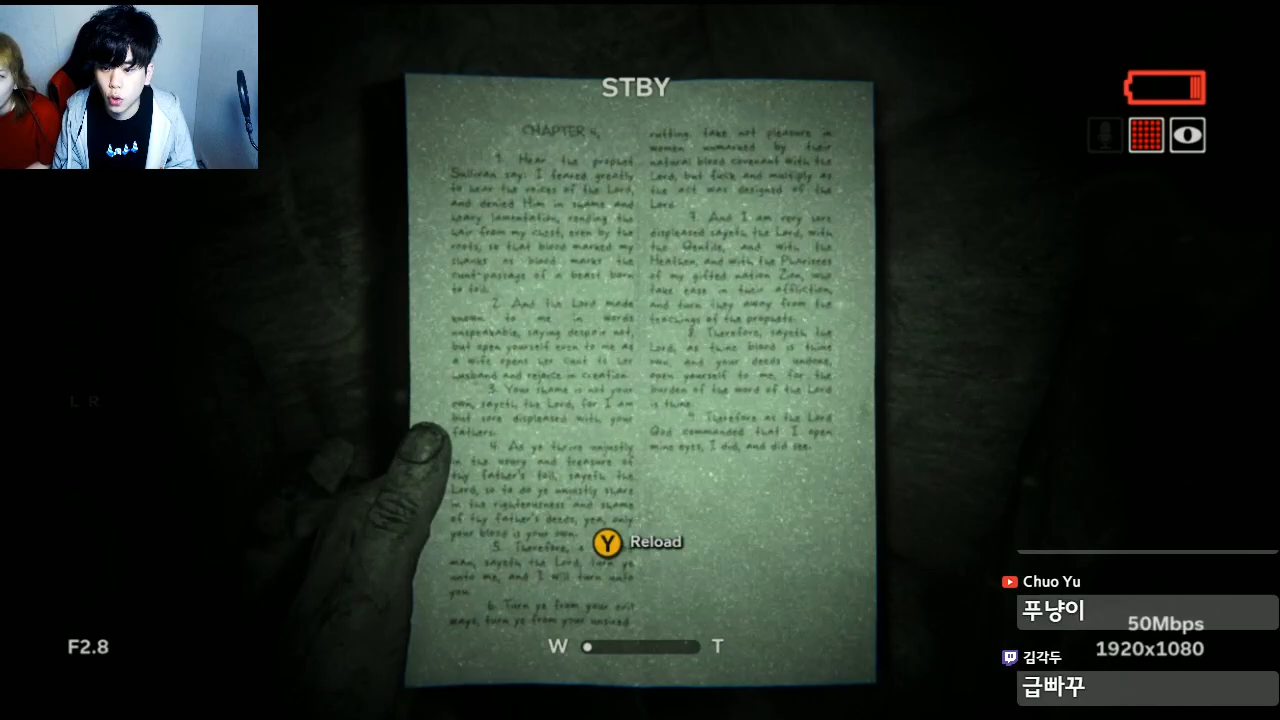 STBY
CHAPTER 4.
1. Hear the prophet
Sullivan say: I feared greatly
to hear the voices of the Lord,
and denied Him in shame and
heavy lamentation, rending the
hair from my chest, even by the
roots, so that blood marked my
shanks as blood marks the
cunt-passage of a beast born
to foil.
2. And the Lord made
known to me in words
unspeakable, saying despair not,
but open yourself even to me as
a wife opens her cunt to her
husband and rejoice in creation.
3. Your shame is not your
own, sayeth the Lord, for I am
but sore displeased with your
fathers.
4. As ye thrive unjustly
in the usury and treasure of
thy father's toil, sayeth the
Lord, so to do ye unjustly share
in the righteousness and shame
of thy father's deeds, yea, only
your blood is your own.
5. Therefore, a
man, sayeth the Lord, turn ye
unto me, and I will turn unto
you.
6. Turn ye from your evil
ways, turn ye from your unsired
rutting, take not pleasure in
women unmarked by their
natural blood covenant with the
Lord, but fuck and multiply as
the act was designed of the
Lord.
7. And I am very sore
displeased sayeth the Lord, with
the Gentile, and with the
Heathen, and with the Pharisees
of my gifted nation Zion, who
take ease in their affliction,
and turn they away from the
teachings of the prophets.
8. Therefore, sayeth the
Lord, as thine blood is thine
own, and your deeds undone,
open yourself to me, for the
burden of the word of the Lord
is thine.
9. Therefore as the Lord
God commanded that I open
mine eyes, I did, and did see.
L R
Y Reload
W T
F2.8
50Mbps
1920x1080
Chuo Yu
푸냥이
김각두
급빠꾸